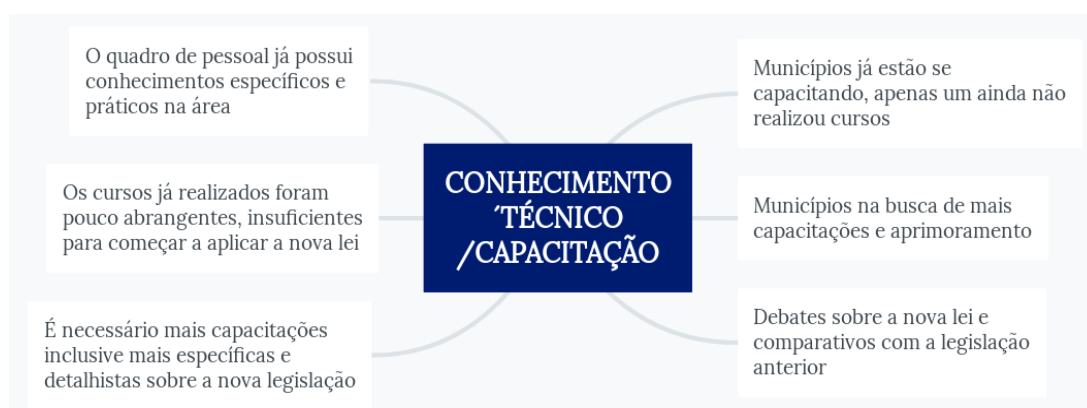 O quadro de pessoal já possui
conhecimentos específicos e
práticos na área
Os cursos já realizados foram
pouco abrangentes, insuficientes
para começar a aplicar a nova lei
É necessário mais capacitações
inclusive mais específicas e
detalhistas sobre a nova legislação
CONHECIMENTO
´TÉCNICO
/CAPACITAÇÃO
Municípios já estão se
capacitando, apenas um ainda não
realizou cursos
Municípios na busca de mais
capacitações e aprimoramento
Debates sobre a nova lei e
comparativos com a legislação
anterior